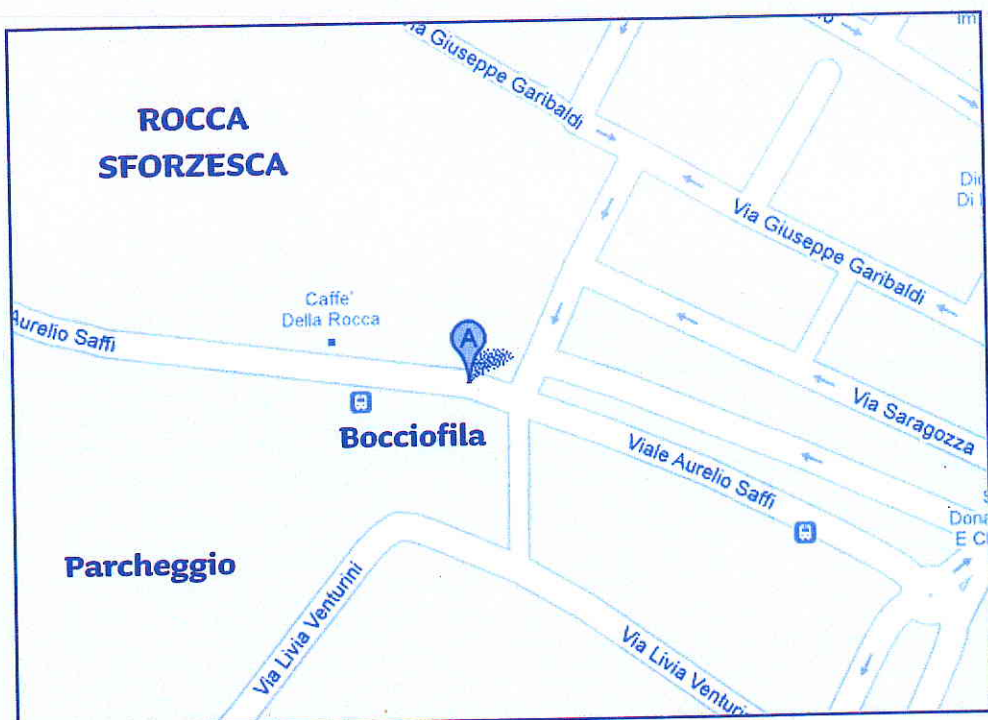 Via Giuseppe Garibaldi
ROCCA
SFORZESCA
Via Giuseppe Garibaldi
Caffe'
Della Rocca
Aurelio Saffi
A
Bocciofila
Via Saragozza
Viale Aurelio Saffi
Parcheggio
Via Livia Venturini
Via Livia Venturini